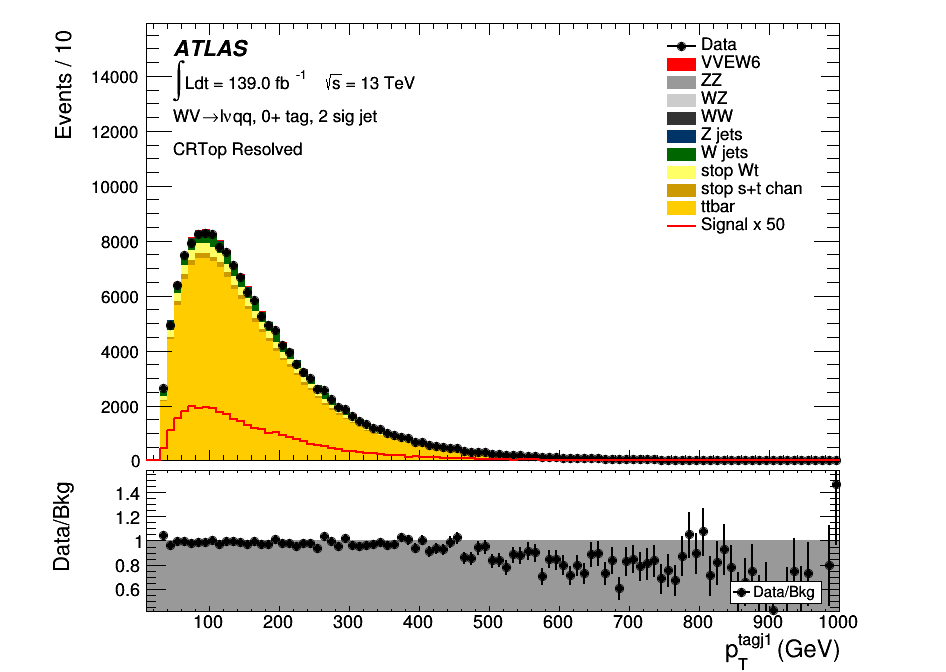 Events / 10
14000
12000
10000
8000
6000
4000
2000
0
ATLAS
∫Ldt = 139.0 fb⁻¹ √s = 13 TeV
WV→lνqq, 0+ tag, 2 sig jet
CRTop Resolved
Data
VVEW6
ZZ
WZ
WW
Z jets
W jets
stop Wt
stop s+t chan
ttbar
Signal x 50
Data/Bkg
1.4
1.2
1
0.8
0.6
Data/Bkg
100 200 300 400 500 600 700 800 900 1000
p_T^tagj1 (GeV)